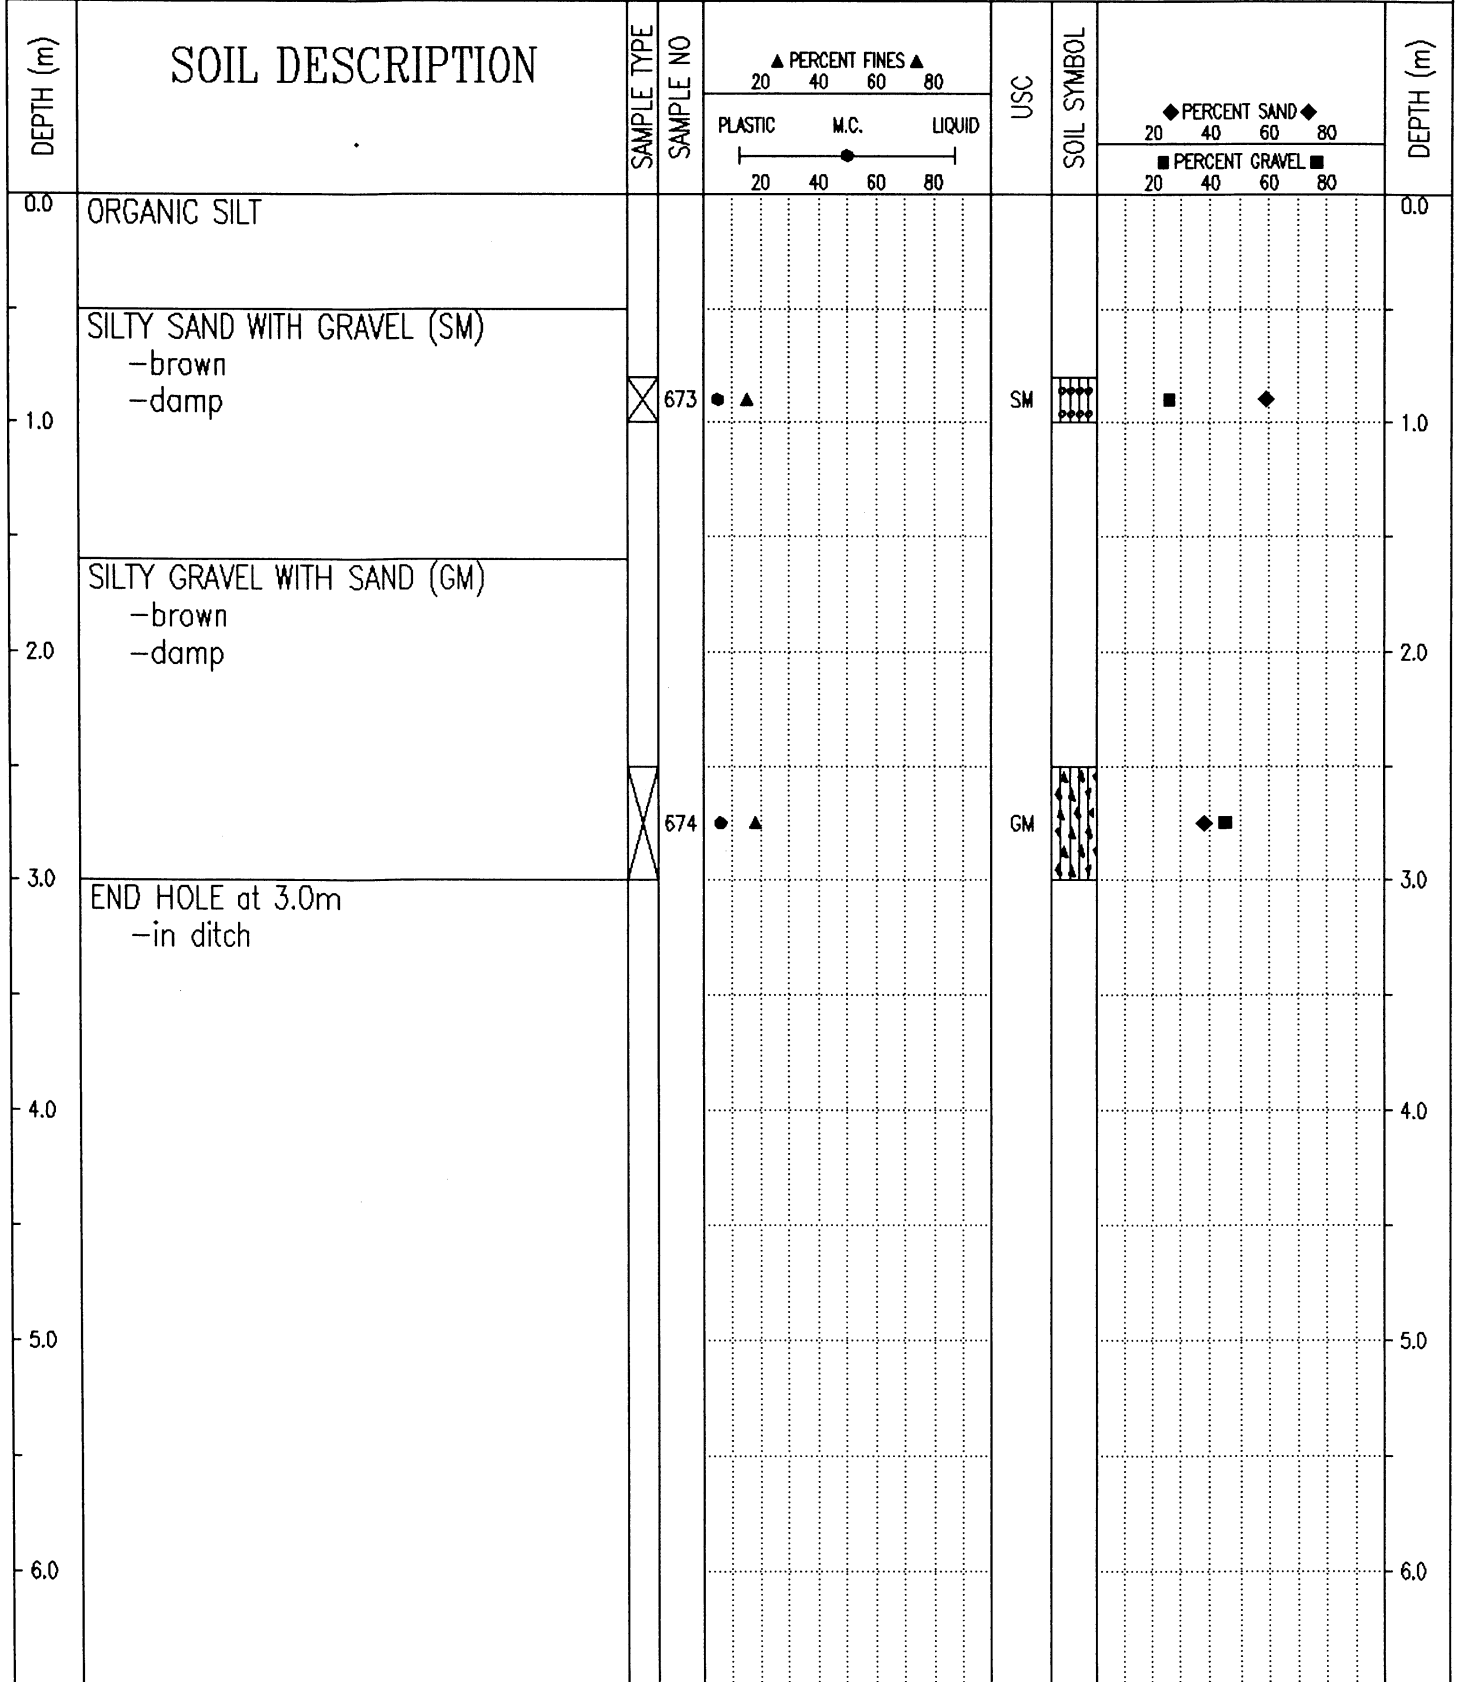 DEPTH (m)
SOIL DESCRIPTION
SAMPLE TYPE
SAMPLE NO
▲ PERCENT FINES ▲
20 40 60 80
PLASTIC M.C. LIQUID
20 40 60 80
USC
SOIL SYMBOL
◆ PERCENT SAND ◆
20 40 60 80
■ PERCENT GRAVEL ■
20 40 60 80
DEPTH (m)
0.0 ORGANIC SILT 0.0
SILTY SAND WITH GRAVEL (SM)
-brown
-damp 673 SM
1.0 1.0
SILTY GRAVEL WITH SAND (GM)
-brown
2.0 -damp 2.0
674 GM
3.0 3.0
END HOLE at 3.0m
-in ditch
4.0 4.0
5.0 5.0
6.0 6.0